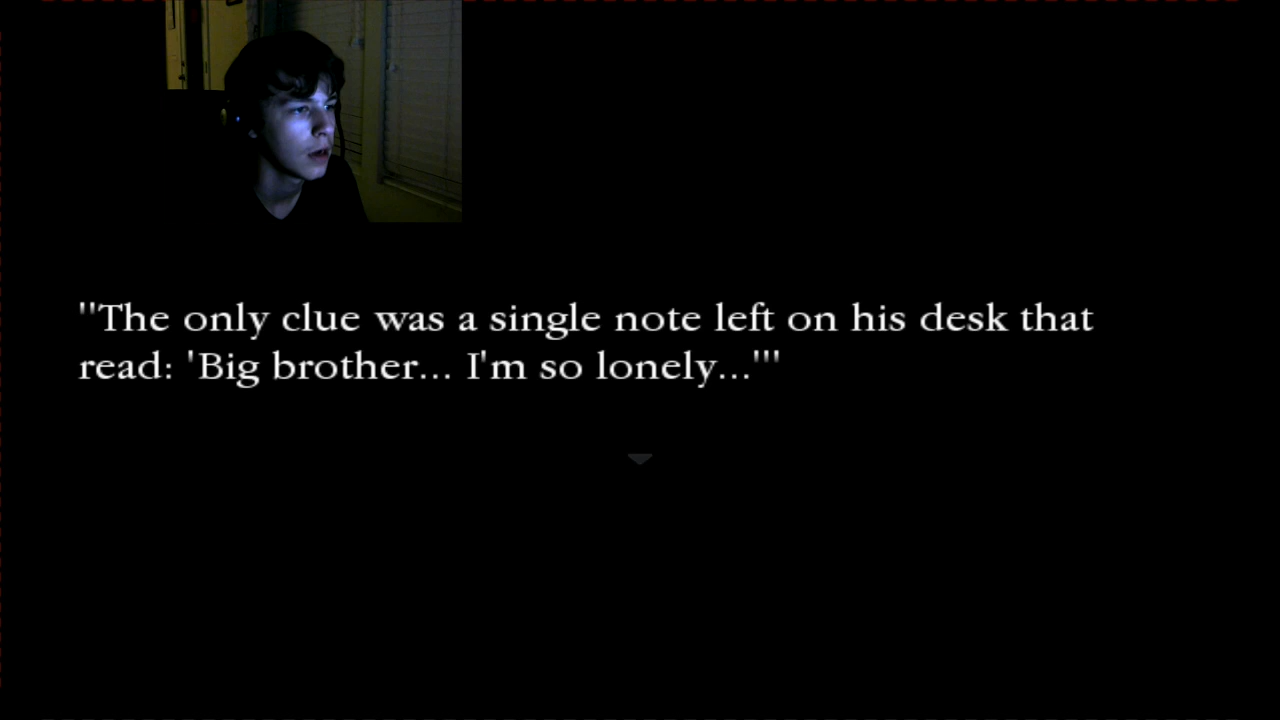 "The only clue was a single note left on his desk that
read: 'Big brother... I'm so lonely...'"